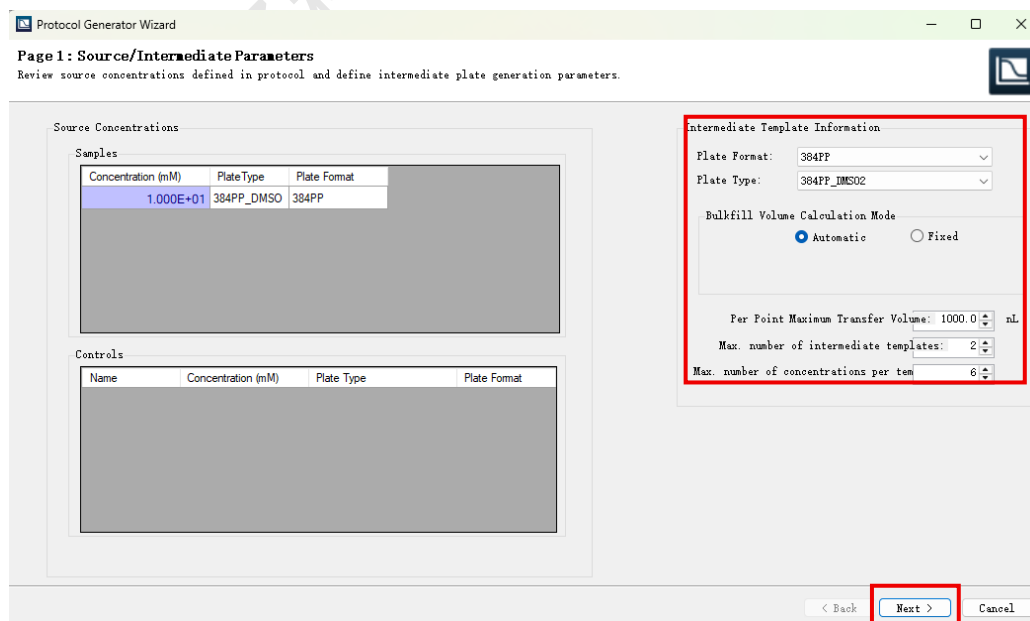 Protocol Generator Wizard
Page 1 : Source/Intermediate Parameters
Review source concentrations defined in protocol and define intermediate plate generation parameters.
Source Concentrations
Samples
Concentration (mM) PlateType Plate Format
1.000E+01 384PP_DMSO 384PP
Controls
Name Concentration (mM) Plate Type Plate Format
Intermediate Template Information
Plate Format: 384PP
Plate Type: 384PP_DMSO2
Bulkfill Volume Calculation Mode
Automatic Fixed
Per Point Maximum Transfer Volume: 1000.0 nL
Max. number of intermediate templates: 2
Max. number of concentrations per tem 6
< Back Next > Cancel